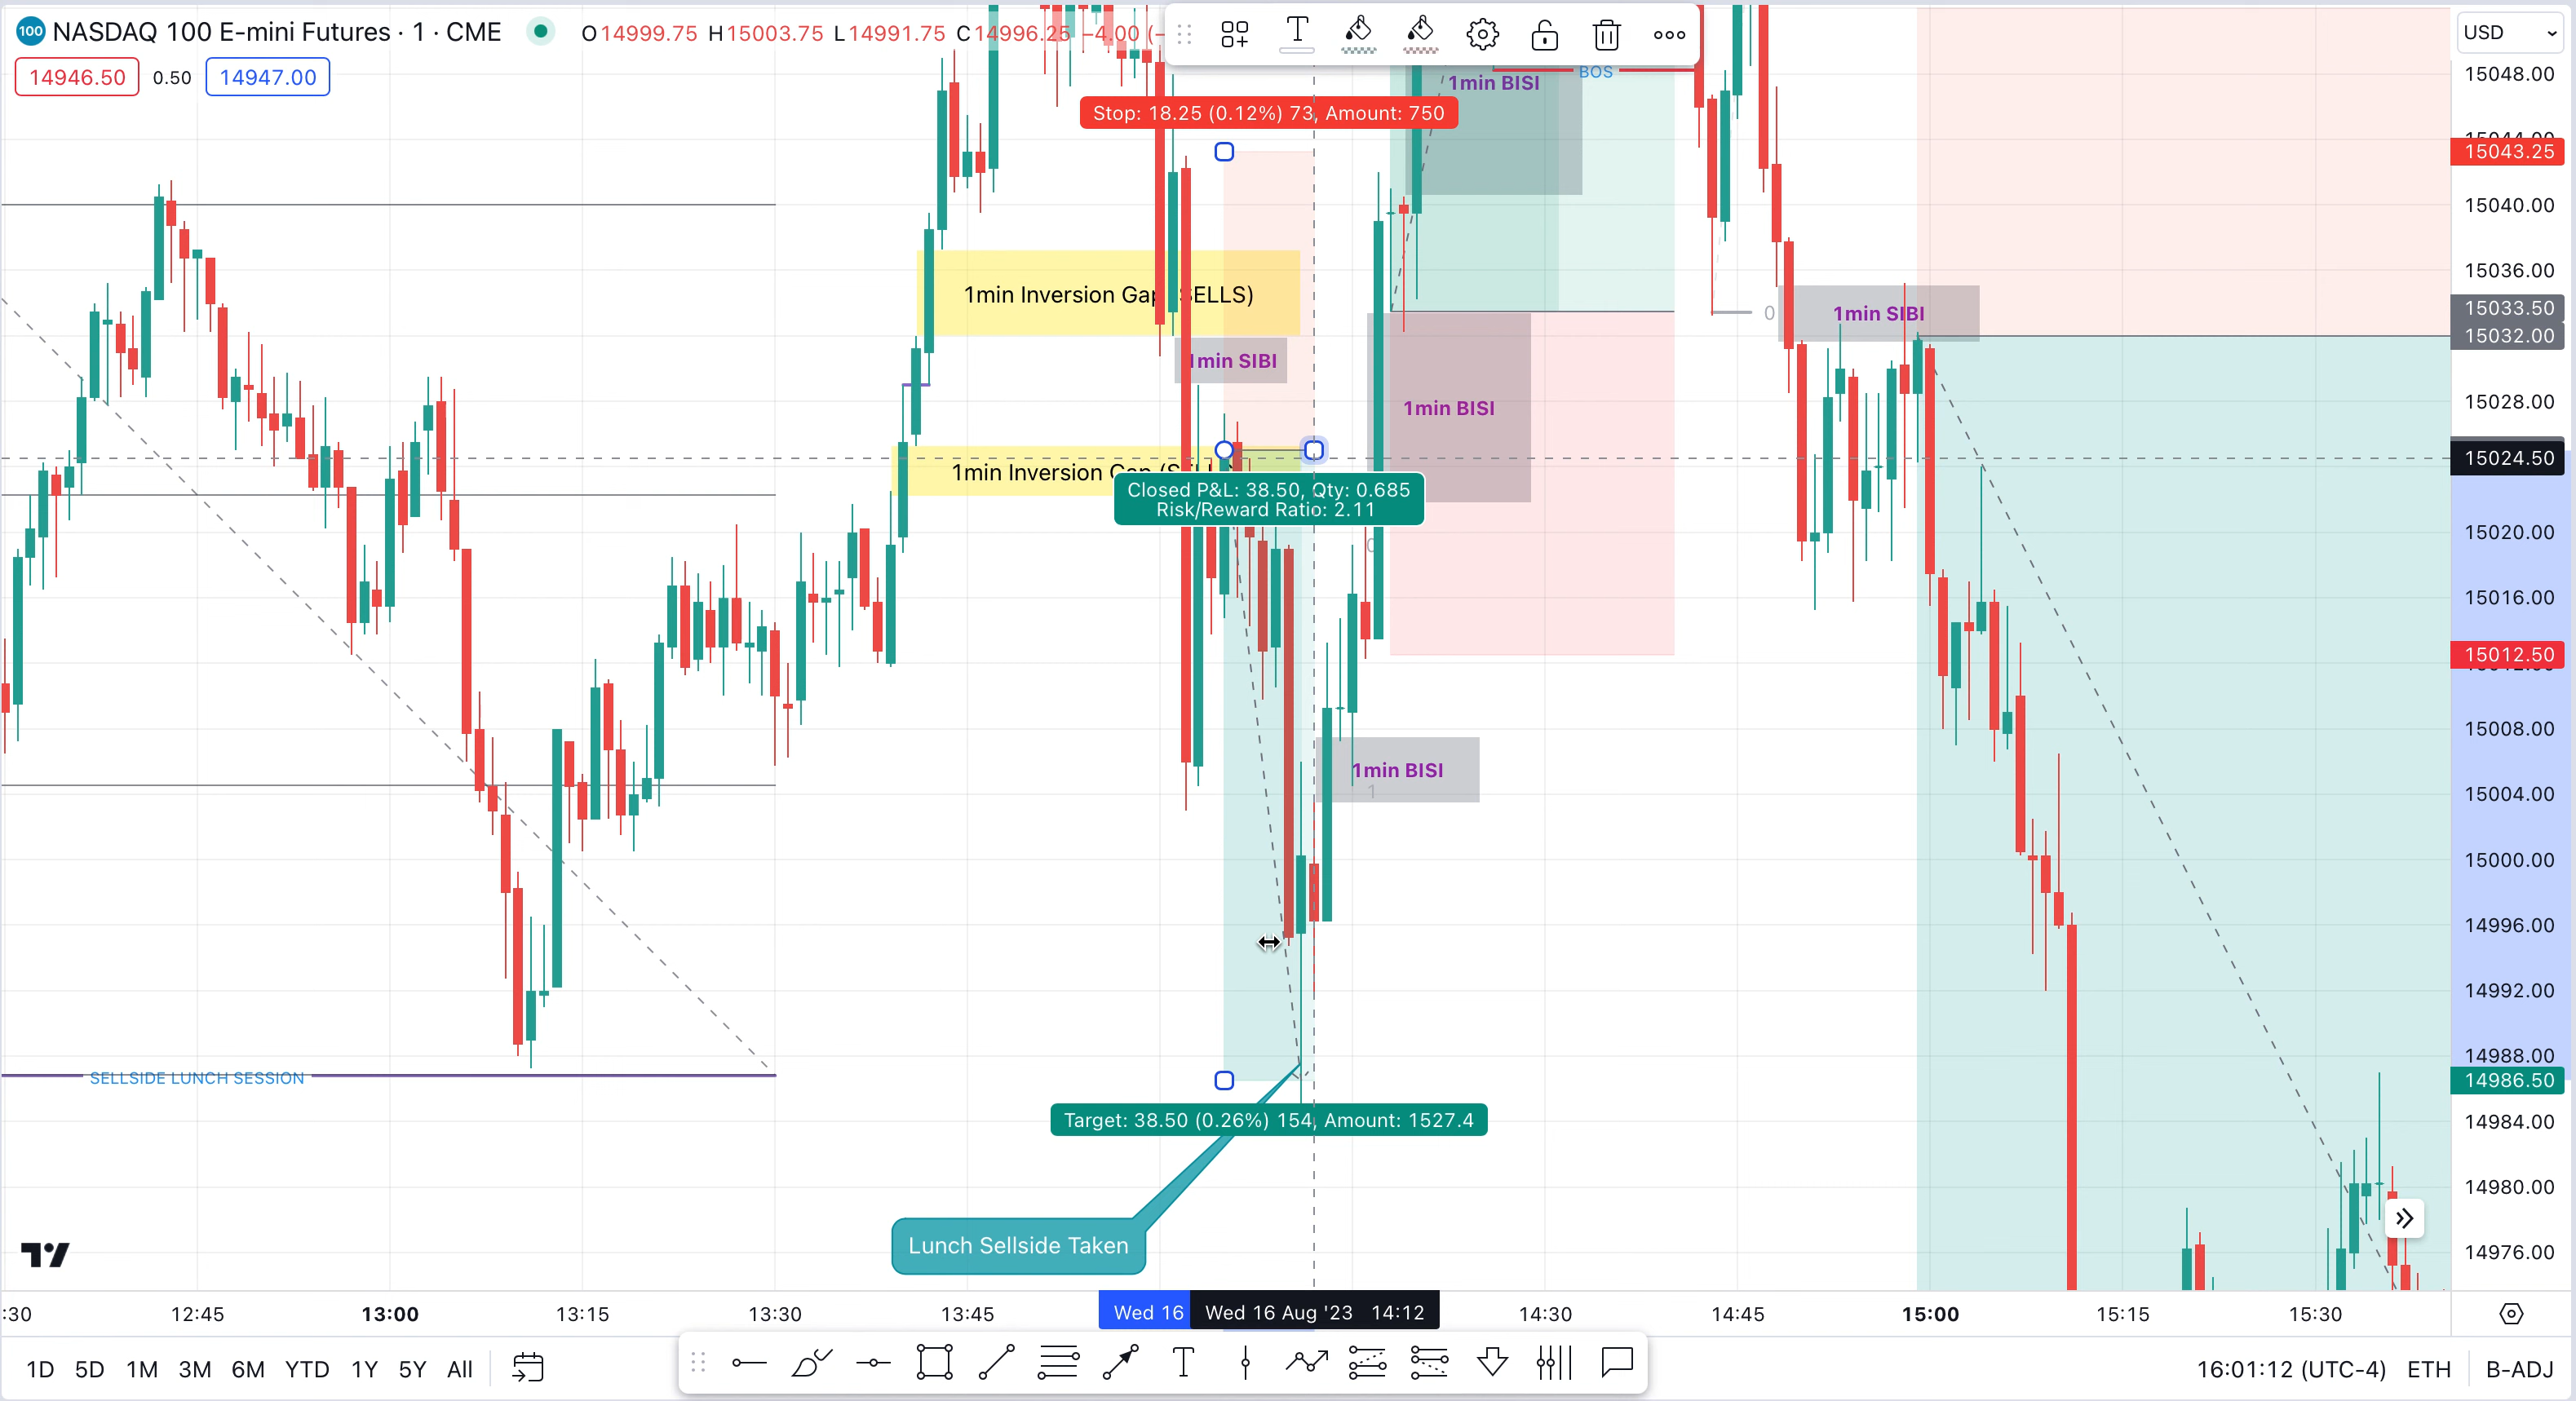 100 NASDAQ 100 E-mini Futures · 1 · CME O14999.75 H15003.75 L14991.75 C14996.25 −4.00 (−
14946.50 0.50 14947.00
USD
BOS
1min BISI
Stop: 18.25 (0.12%) 73, Amount: 750
1min Inversion Gap (SELLS)
1min SIBI
0
1min SIBI
1min BISI
1min Inversion Gap (SELLS)
Closed P&L: 38.50, Qty: 0.685
Risk/Reward Ratio: 2.11
0
1min BISI
1
SELLSIDE LUNCH SESSION
Target: 38.50 (0.26%) 154, Amount: 1527.4
Lunch Sellside Taken
15048.00
15044.00
15043.25
15040.00
15036.00
15033.50
15032.00
15028.00
15024.50
15020.00
15016.00
15012.50
15008.00
15004.00
15000.00
14996.00
14992.00
14988.00
14986.50
14984.00
14980.00
14976.00
:30 12:45 13:00 13:15 13:30 13:45 Wed 16 Wed 16 Aug '23 14:12 14:30 14:45 15:00 15:15 15:30
1D 5D 1M 3M 6M YTD 1Y 5Y All
16:01:12 (UTC-4) ETH B-ADJ